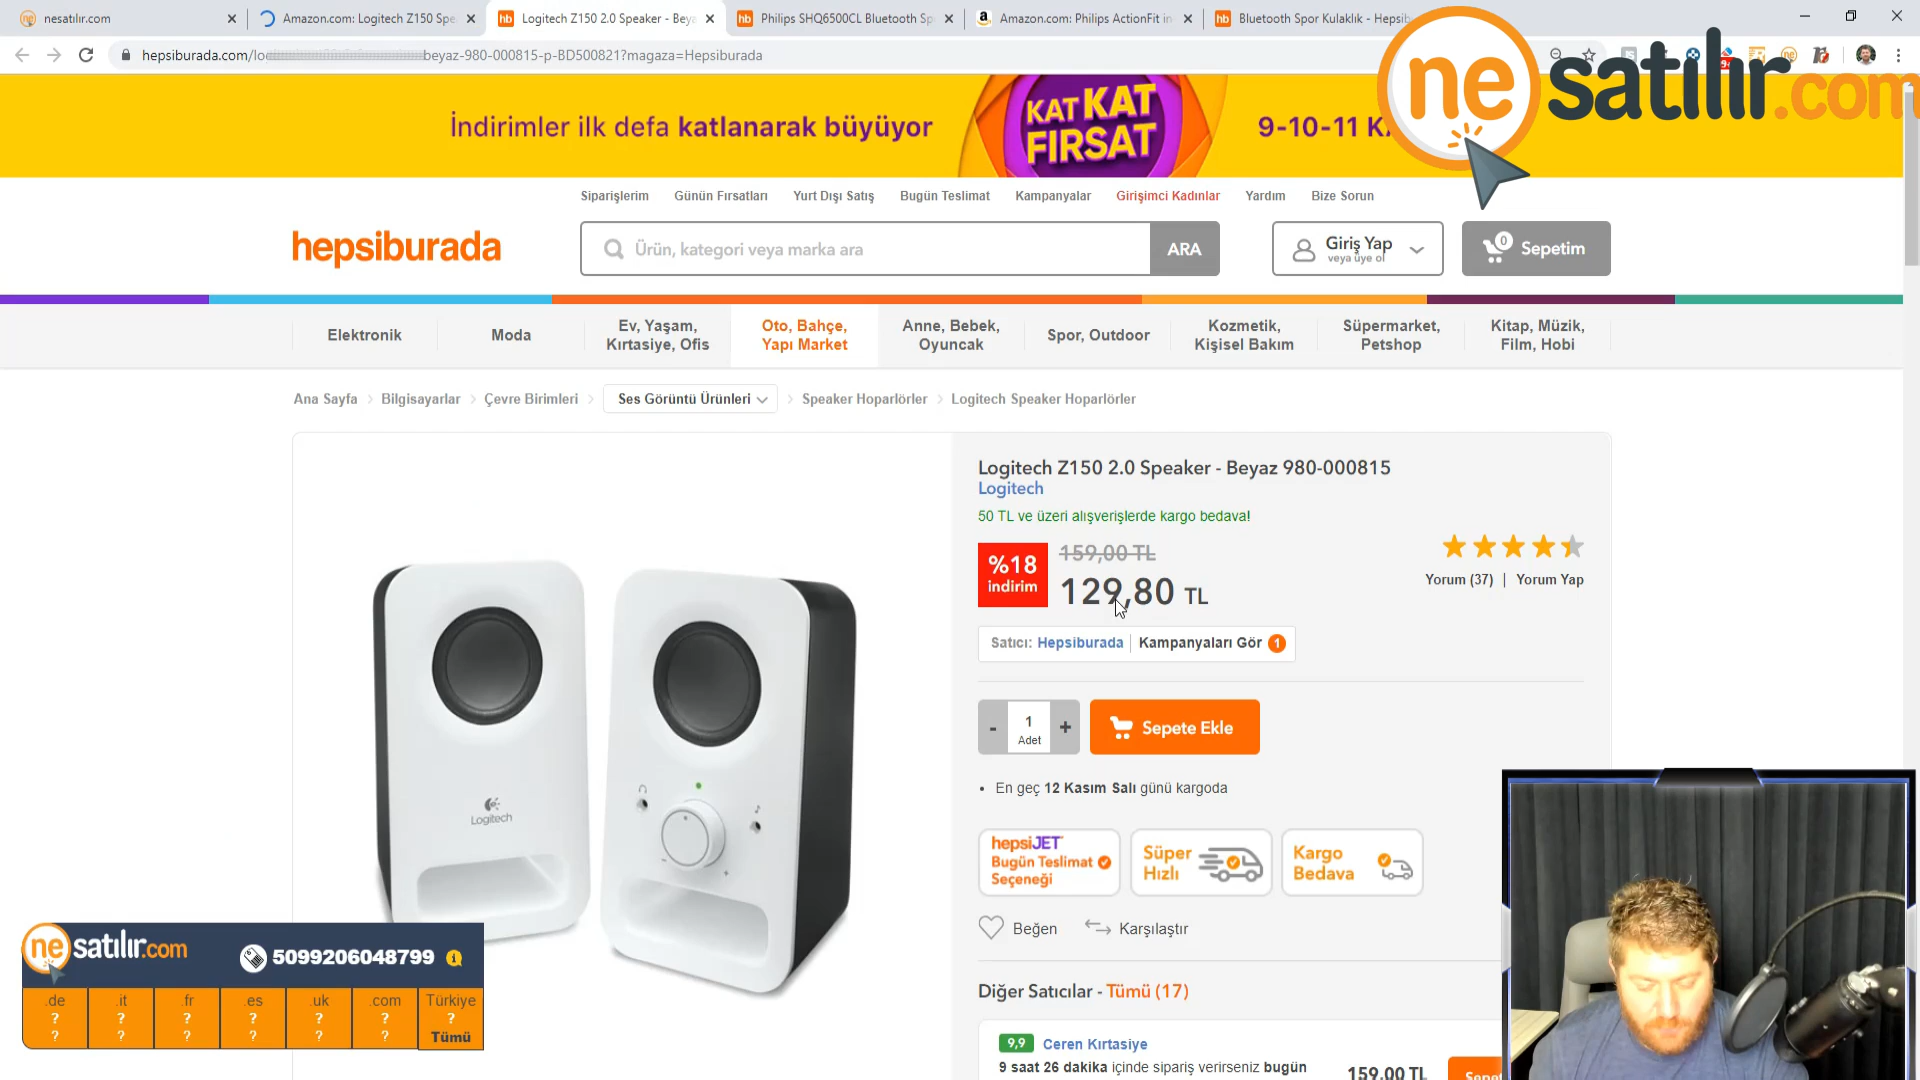 nesatılır.com
Amazon.com: Logitech Z150 Spe
Logitech Z150 2.0 Speaker - Beya
Philips SHQ6500CL Bluetooth Sp
Amazon.com: Philips ActionFit in
Bluetooth Spor Kulaklık - Hepsib
beyaz-980-000815-p-BD500821?magaza=Hepsiburada
hepsiburada.com/lo
ne satılır.com
İndirimler ilk defa katlanarak büyüyor
KAT KAT
FIRSAT
9-10-11 K
Siparişlerim
Günün Fırsatları
Yurt Dışı Satış
Bugün Teslimat
Kampanyalar
Girişimci Kadınlar
Yardım
Bize Sorun
hepsiburada
Ürün, kategori veya marka ara
ARA
Giriş Yap
veya üye ol
0
Sepetim
Elektronik
Moda
Ev, Yaşam,
Kırtasiye, Ofis
Oto, Bahçe,
Yapı Market
Anne, Bebek,
Oyuncak
Spor, Outdoor
Kozmetik,
Kişisel Bakım
Süpermarket,
Petshop
Kitap, Müzik,
Film, Hobi
Ana Sayfa
Bilgisayarlar
Çevre Birimleri
Ses Görüntü Ürünleri
Speaker Hoparlörler
Logitech Speaker Hoparlörler
Logitech Z150 2.0 Speaker - Beyaz 980-000815
Logitech
50 TL ve üzeri alışverişlerde kargo bedava!
%18
indirim
159,00 TL
129,80 TL
Yorum (37) | Yorum Yap
Satıcı: Hepsiburada
Kampanyaları Gör 1
-
1
Adet
+
Sepete Ekle
• En geç 12 Kasım Salı günü kargoda
hepsiJET
Bugün Teslimat
Seçeneği
Süper
Hızlı
Kargo
Bedava
Beğen
Karşılaştır
Diğer Satıcılar - Tümü (17)
9,9
Ceren Kırtasiye
9 saat 26 dakika içinde sipariş verirseniz bugün
159,00 TL
Logitech
ne satılır.com
5099206048799
.de
?
?
.it
?
?
.fr
?
?
.es
?
?
.uk
?
?
.com
?
?
Türkiye
?
Tümü